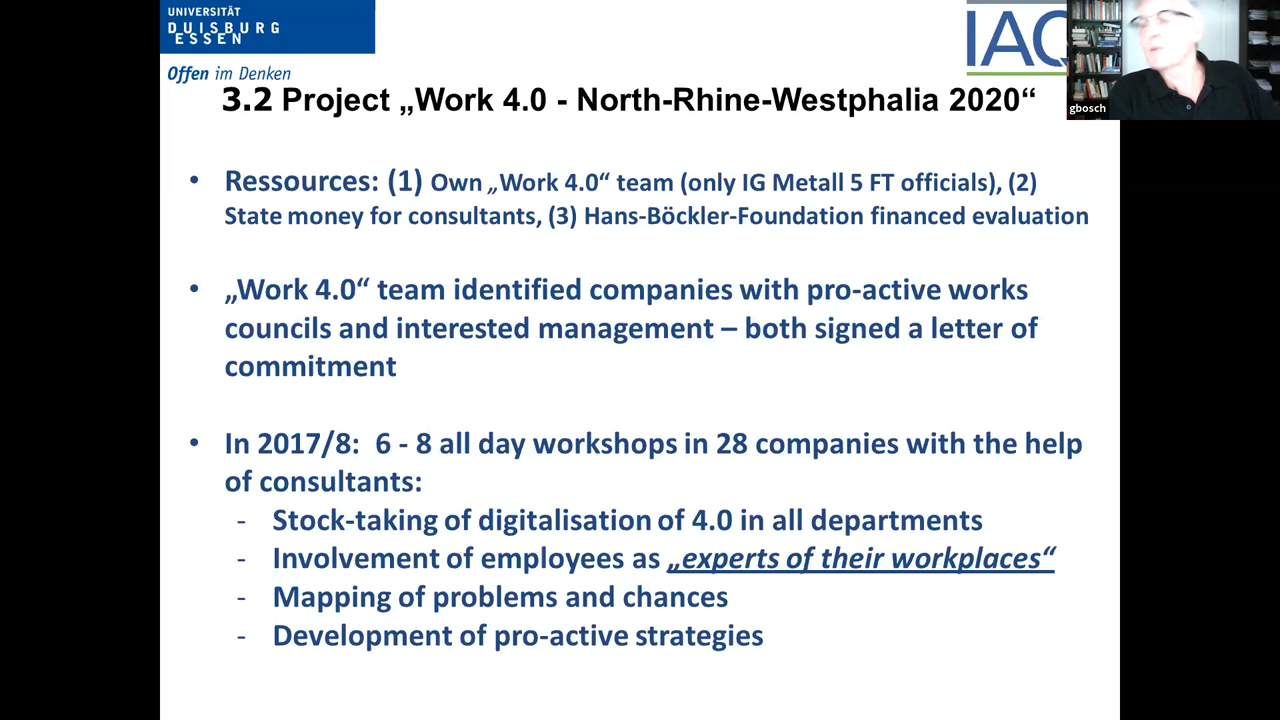 UNIVERSITÄT
DUISBURG
ESSEN
Offen im Denken
IAQ
gbosch
3.2 Project „Work 4.0 - North-Rhine-Westphalia 2020“
• Ressources: (1) Own „Work 4.0“ team (only IG Metall 5 FT officials), (2)
State money for consultants, (3) Hans-Böckler-Foundation financed evaluation
• „Work 4.0“ team identified companies with pro-active works
councils and interested management – both signed a letter of
commitment
• In 2017/8: 6 - 8 all day workshops in 28 companies with the help
of consultants:
- Stock-taking of digitalisation of 4.0 in all departments
- Involvement of employees as „experts of their workplaces“
- Mapping of problems and chances
- Development of pro-active strategies